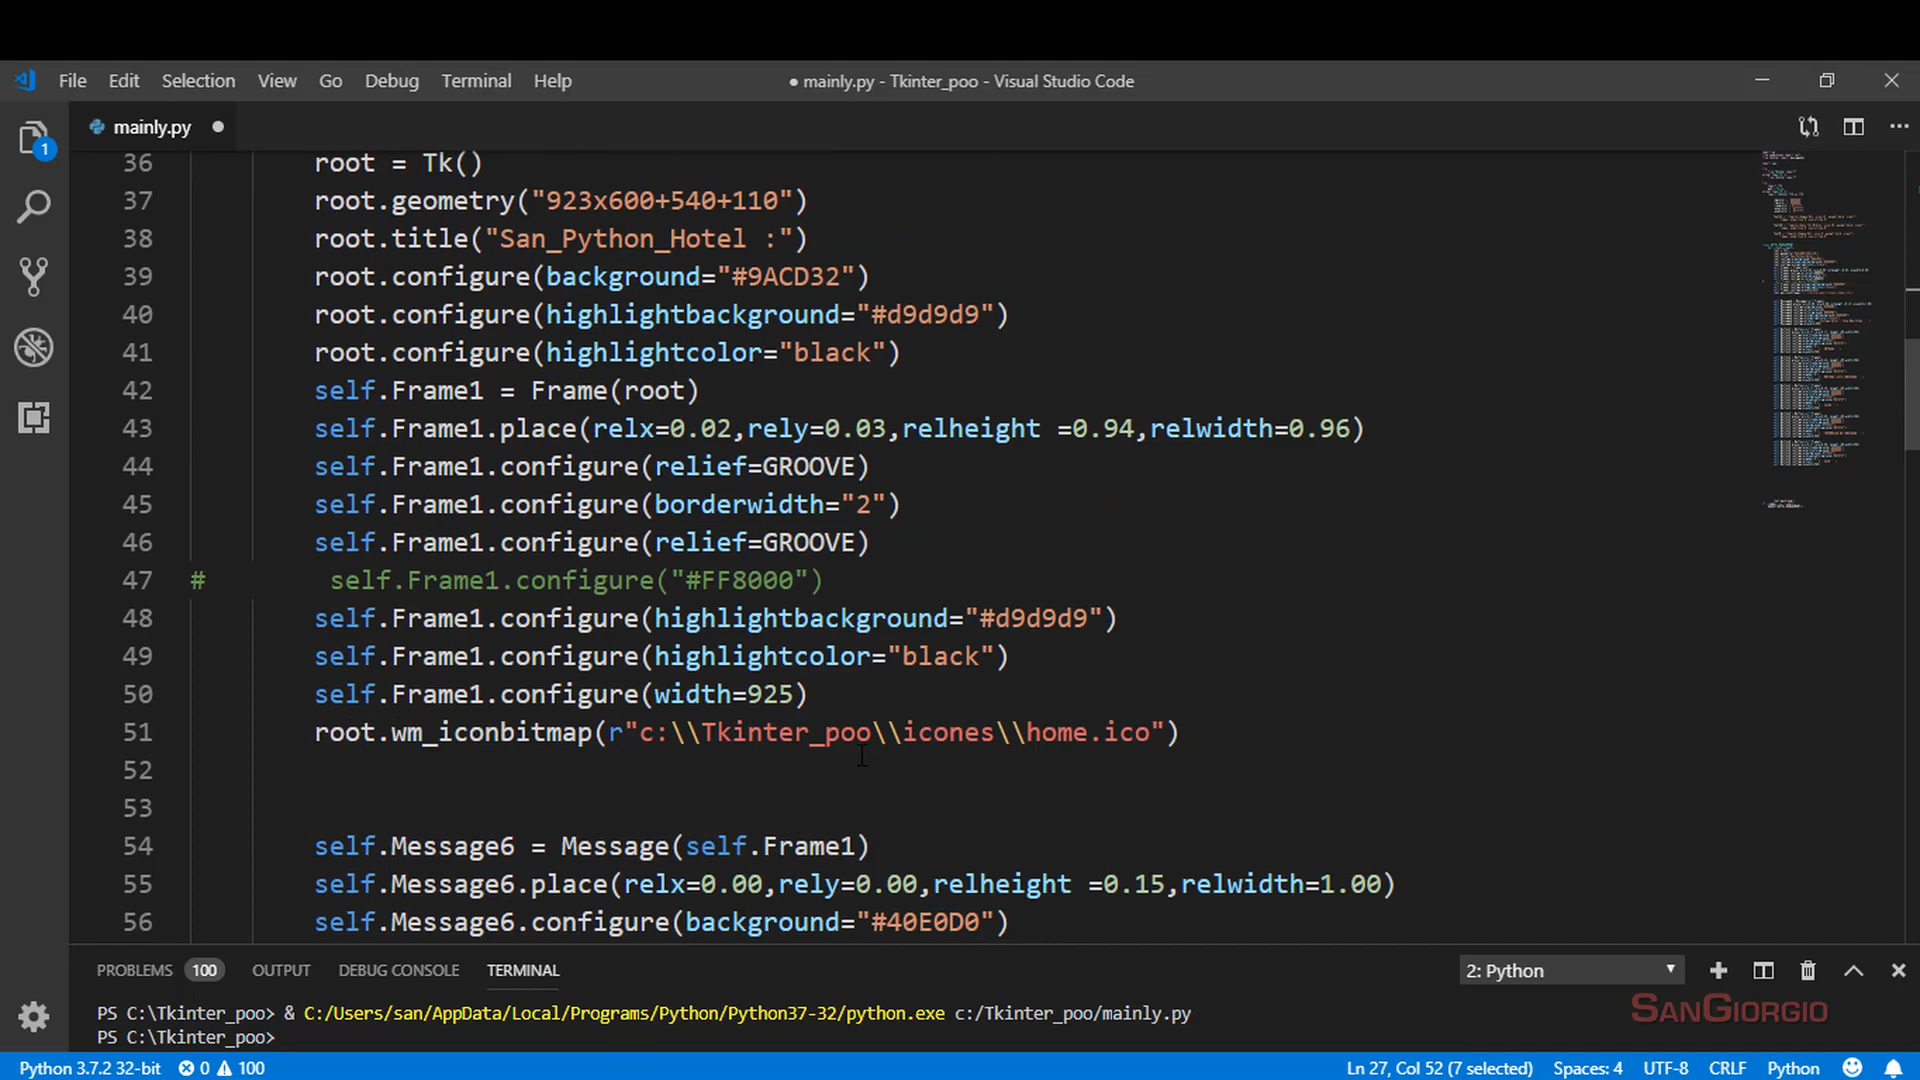 File Edit Selection View Go Debug Terminal Help ● mainly.py - Tkinter_poo - Visual Studio Code
mainly.py
1
36 root = Tk()
37 root.geometry("923x600+540+110")
38 root.title("San_Python_Hotel :")
39 root.configure(background="#9ACD32")
40 root.configure(highlightbackground="#d9d9d9")
41 root.configure(highlightcolor="black")
42 self.Frame1 = Frame(root)
43 self.Frame1.place(relx=0.02,rely=0.03,relheight =0.94,relwidth=0.96)
44 self.Frame1.configure(relief=GROOVE)
45 self.Frame1.configure(borderwidth="2")
46 self.Frame1.configure(relief=GROOVE)
47 # self.Frame1.configure("#FF8000")
48 self.Frame1.configure(highlightbackground="#d9d9d9")
49 self.Frame1.configure(highlightcolor="black")
50 self.Frame1.configure(width=925)
51 root.wm_iconbitmap(r"c:\\Tkinter_poo\\icones\\home.ico")
52
53
54 self.Message6 = Message(self.Frame1)
55 self.Message6.place(relx=0.00,rely=0.00,relheight =0.15,relwidth=1.00)
56 self.Message6.configure(background="#40E0D0")
PROBLEMS 100 OUTPUT DEBUG CONSOLE TERMINAL 2: Python
PS C:\Tkinter_poo> & C:/Users/san/AppData/Local/Programs/Python/Python37-32/python.exe c:/Tkinter_poo/mainly.py
PS C:\Tkinter_poo>
SANGIORGIO
Python 3.7.2 32-bit 0 100 Ln 27, Col 52 (7 selected) Spaces: 4 UTF-8 CRLF Python